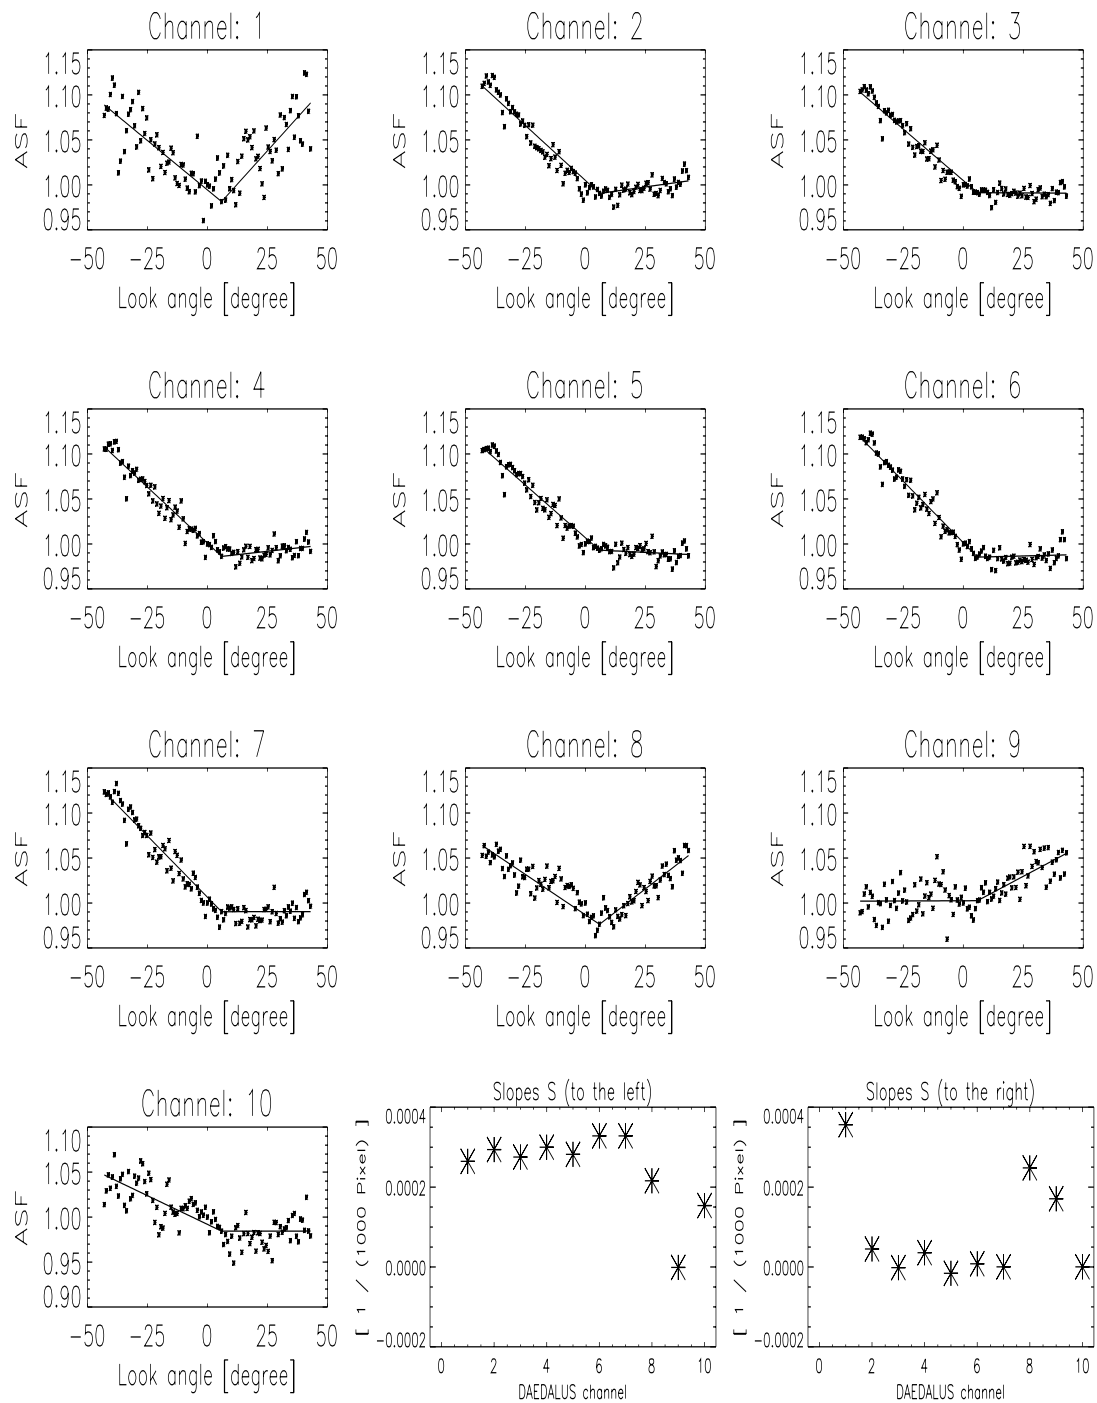 Channel: 1
1.15
1.10
1.05
1.00
0.95
ASF
−50 −25 0 25 50
Look angle [degree]
Channel: 2
1.15
1.10
1.05
1.00
0.95
ASF
−50 −25 0 25 50
Look angle [degree]
Channel: 3
1.15
1.10
1.05
1.00
0.95
ASF
−50 −25 0 25 50
Look angle [degree]
Channel: 4
1.15
1.10
1.05
1.00
0.95
ASF
−50 −25 0 25 50
Look angle [degree]
Channel: 5
1.15
1.10
1.05
1.00
0.95
ASF
−50 −25 0 25 50
Look angle [degree]
Channel: 6
1.15
1.10
1.05
1.00
0.95
ASF
−50 −25 0 25 50
Look angle [degree]
Channel: 7
1.15
1.10
1.05
1.00
0.95
ASF
−50 −25 0 25 50
Look angle [degree]
Channel: 8
1.15
1.10
1.05
1.00
0.95
ASF
−50 −25 0 25 50
Look angle [degree]
Channel: 9
1.15
1.10
1.05
1.00
0.95
ASF
−50 −25 0 25 50
Look angle [degree]
Channel: 10
1.10
1.05
1.00
0.95
0.90
ASF
−50 −25 0 25 50
Look angle [degree]
Slopes S (to the left)
0.0004
0.0002
0.0000
−0.0002
[ 1 / (1000 Pixel) ]
0 2 4 6 8 10
DAEDALUS channel
Slopes S (to the right)
0.0004
0.0002
0.0000
−0.0002
[ 1 / (1000 Pixel) ]
0 2 4 6 8 10
DAEDALUS channel